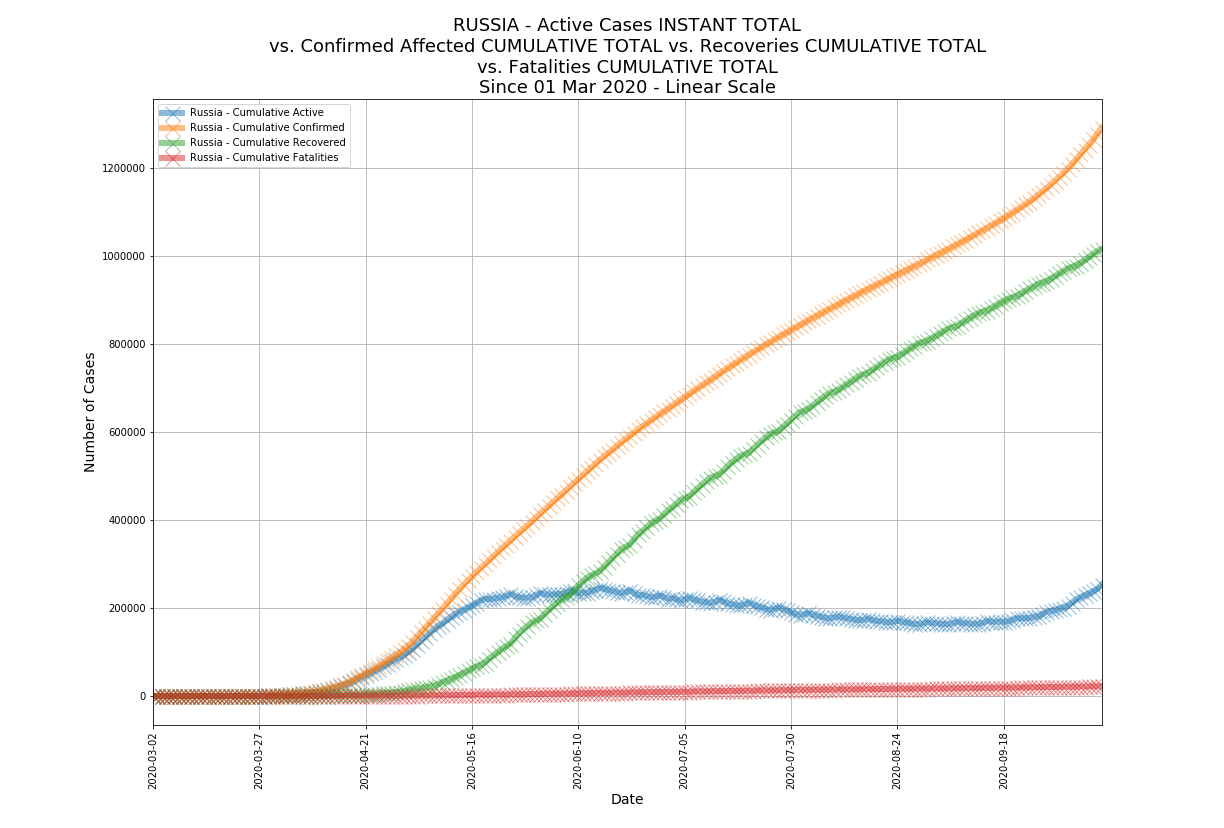 RUSSIA - Active Cases INSTANT TOTAL
vs. Confirmed Affected CUMULATIVE TOTAL vs. Recoveries CUMULATIVE TOTAL
vs. Fatalities CUMULATIVE TOTAL
Since 01 Mar 2020 - Linear Scale
Russia - Cumulative Active
Russia - Cumulative Confirmed
Russia - Cumulative Recovered
Russia - Cumulative Fatalities
Number of Cases
1200000
1000000
800000
600000
400000
200000
0
2020-03-02
2020-03-27
2020-04-21
2020-05-16
2020-06-10
2020-07-05
2020-07-30
2020-08-24
2020-09-18
Date